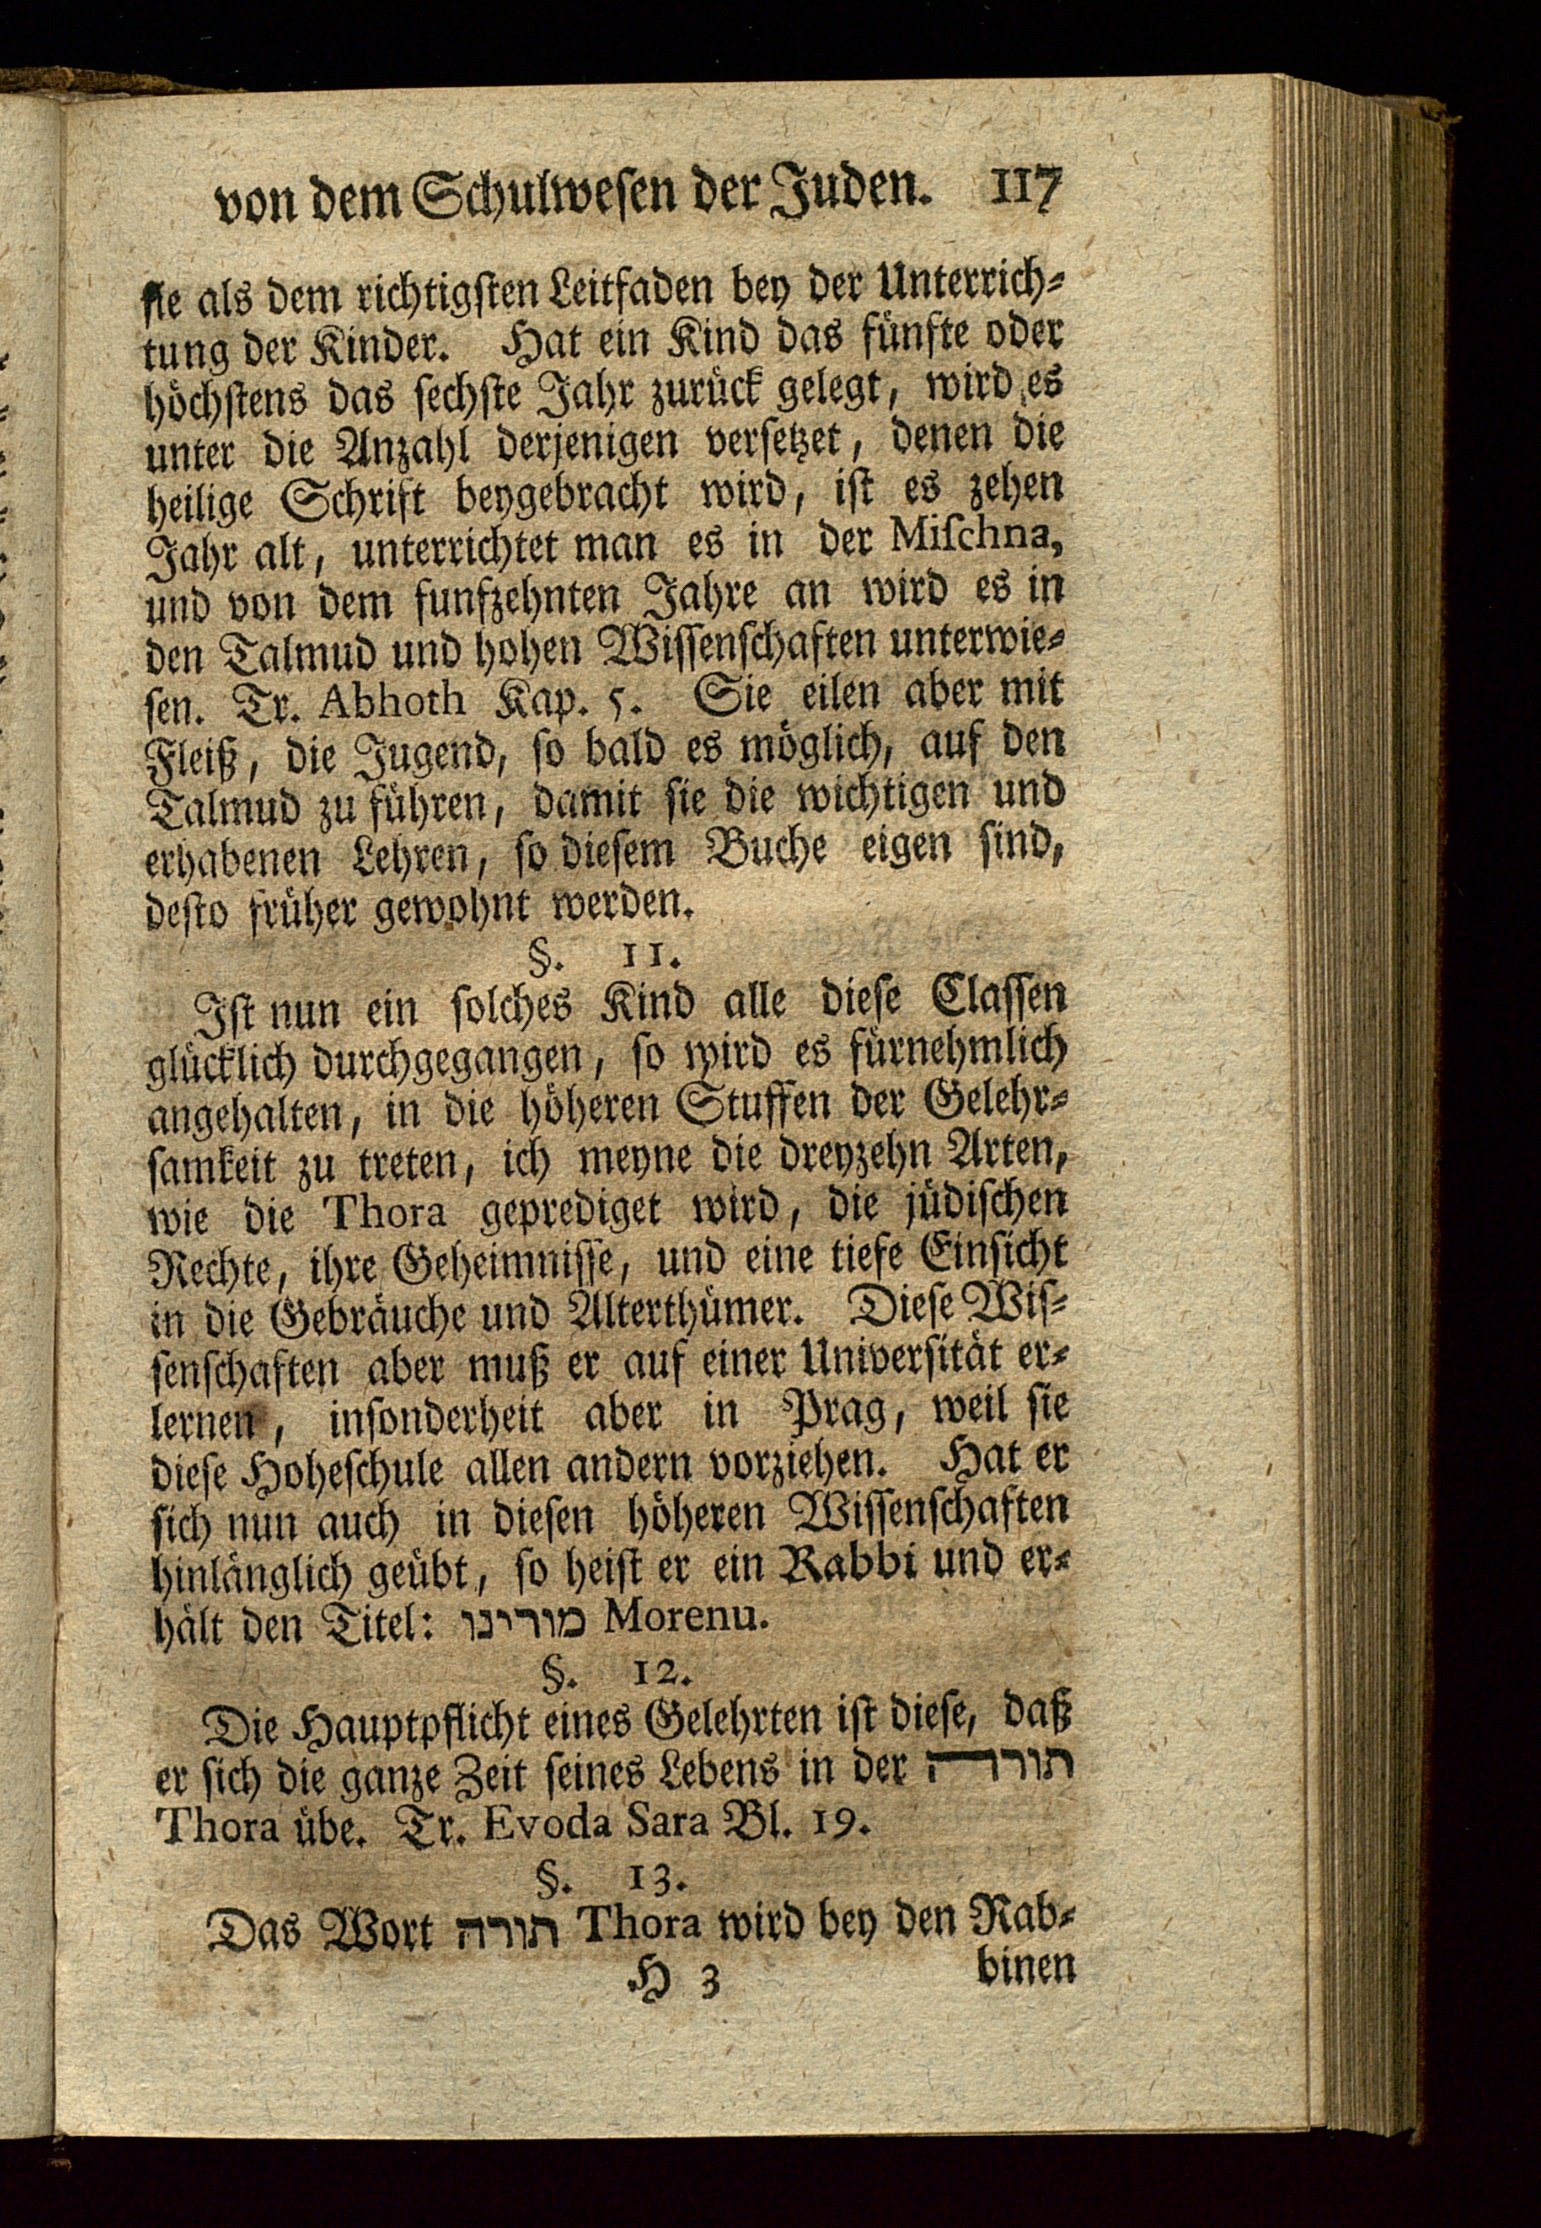 von dem Schulwesen der Juden. 117
sie als dem richtigsten Leitfaden bey der Unterrich-
tung der Kinder. Hat ein Kind das fünfte oder
höchstens das sechste Jahr zurück gelegt, wird es
unter die Anzahl derjenigen versetzet, denen die
heilige Schrift beygebracht wird, ist es zehen
Jahr alt, unterrichtet man es in der Mischna,
und von dem funfzehnten Jahre an wird es in
den Talmud und hohen Wissenschaften unterwie-
sen. Tr. Abhoth Kap. 5. Sie eilen aber mit
Fleiß, die Jugend, so bald es möglich, auf den
Talmud zu führen, damit sie die wichtigen und
erhabenen Lehren, so diesem Buche eigen sind,
desto früher gewohnt werden.
§. 11.
Ist nun ein solches Kind alle diese Classen
glücklich durchgegangen, so wird es fürnehmlich
angehalten, in die höheren Stuffen der Gelehr-
samkeit zu treten, ich meyne die dreyzehn Arten,
wie die Thora geprediget wird, die jüdischen
Rechte, ihre Geheimnisse, und eine tiefe Einsicht
in die Gebräuche und Alterthümer. Diese Wis-
senschaften aber muß er auf einer Universität er-
lernen, insonderheit aber in Prag, weil sie
diese Hoheschule allen andern vorziehen. Hat er
sich nun auch in diesen höheren Wissenschaften
hinlänglich geübt, so heist er ein Rabbi und er-
hält den Titel: מורינו Morenu.
§. 12.
Die Hauptpflicht eines Gelehrten ist diese, daß
er sich die ganze Zeit seines Lebens in der תורה
Thora übe. Tr. Evoda Sara Bl. 19.
§. 13.
Das Wort תורה Thora wird bey den Rab-
H 3 binen